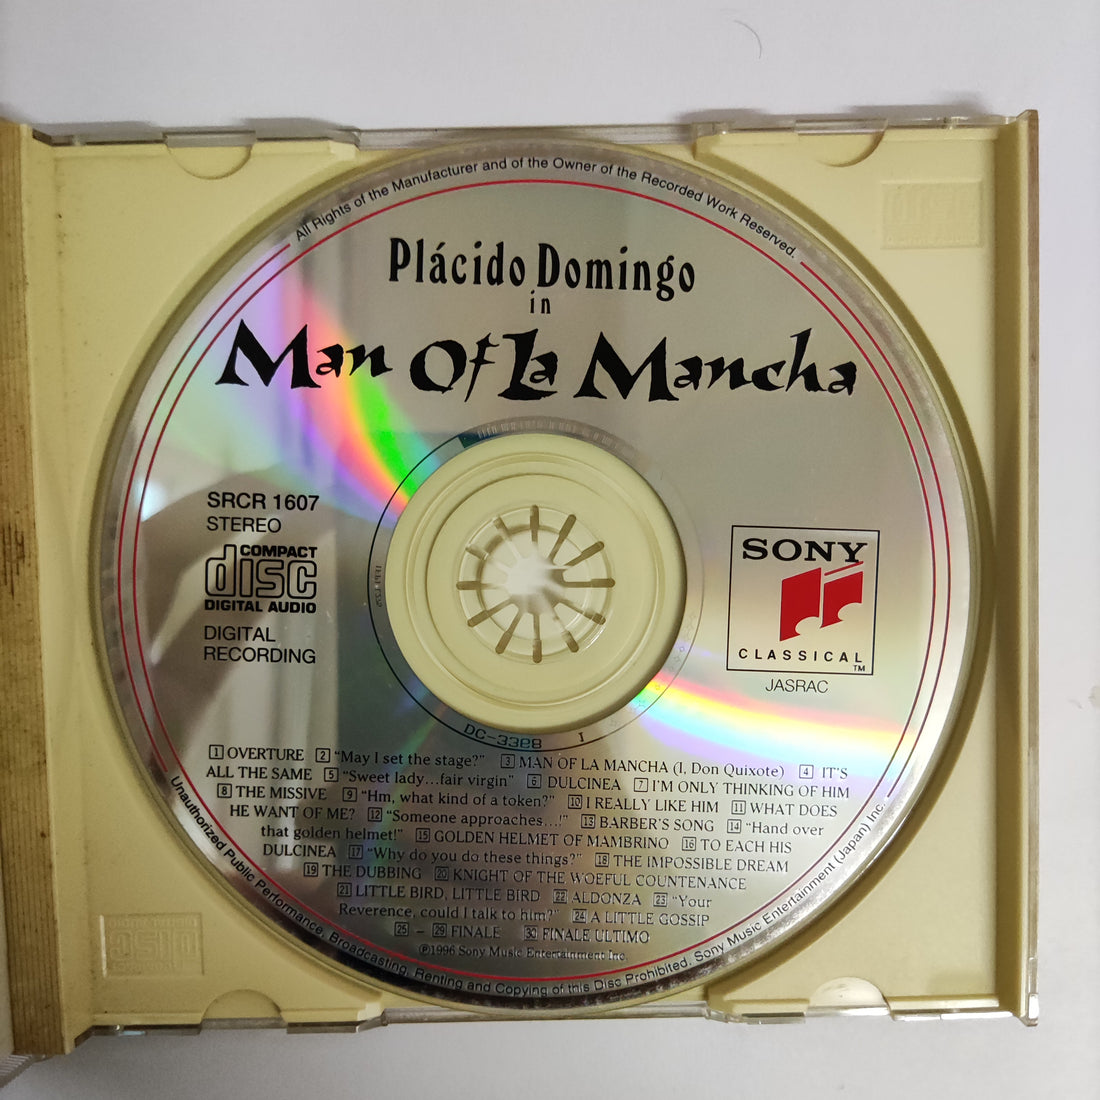 All Rights of the Manufacturer and of the Owner of the Recorded Work Reserved.
Plácido Domingo
in
Man Of La Mancha
SRCR 1607
STEREO
COMPACT
disc
DIGITAL AUDIO
DIGITAL
RECORDING
SONY
CLASSICAL
TM
JASRAC
DC-33e8 I
1 OVERTURE 2 "May I set the stage?" 3 MAN OF LA MANCHA (I, Don Quixote) 4 IT'S
ALL THE SAME 5 "Sweet lady...fair virgin" 6 DULCINEA 7 I'M ONLY THINKING OF HIM
8 THE MISSIVE 9 "Hm, what kind of a token?" 10 I REALLY LIKE HIM 11 WHAT DOES
HE WANT OF ME? 12 "Someone approaches...!" 13 BARBER'S SONG 14 "Hand over
that golden helmet!" 15 GOLDEN HELMET OF MAMBRINO 16 TO EACH HIS
DULCINEA 17 "Why do you do these things?" 18 THE IMPOSSIBLE DREAM
19 THE DUBBING 20 KNIGHT OF THE WOEFUL COUNTENANCE
21 LITTLE BIRD, LITTLE BIRD 22 ALDONZA 23 "Your
Reverence, could I talk to him?" 24 A LITTLE GOSSIP
25 - 29 FINALE 30 FINALE ULTIMO
℗1996 Sony Music Entertainment Inc.
Unauthorized Public Performance, Broadcasting, Renting and Copying of this Disc Prohibited. Sony Music Entertainment (Japan) Inc.